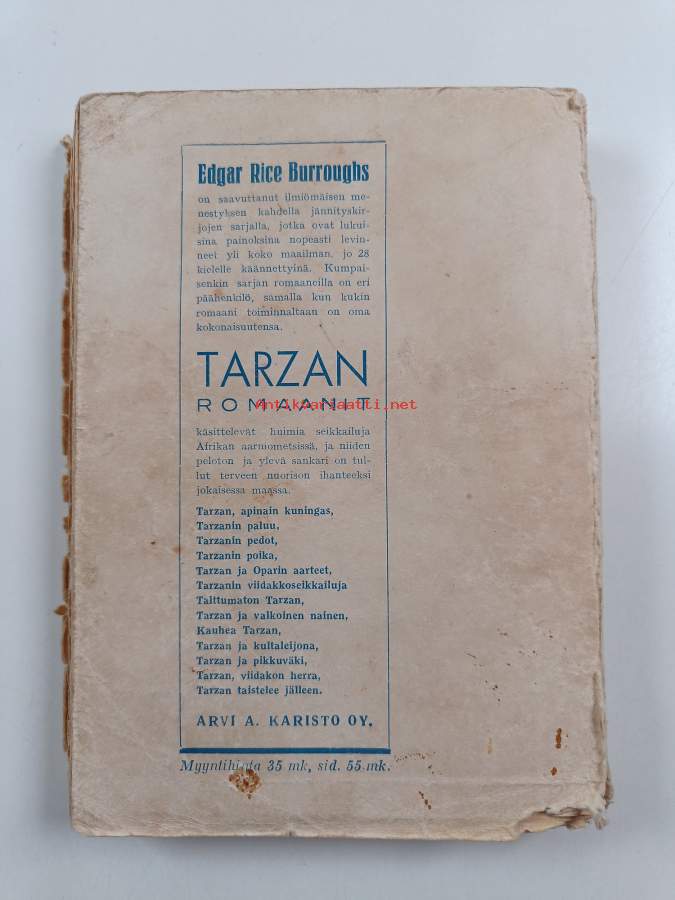 Edgar Rice Burroughs
on saavuttanut ilmiömäisen me-
nestyksen kahdella jännityskir-
jojen sarjalla, jotka ovat lukui-
sina painoksina nopeasti levin-
neet yli koko maailman, jo 28
kielelle käännettyinä. Kumpai-
senkin sarjan romaaneilla on eri
päähenkilö, samalla kun kukin
romaani toiminnaltaan on oma
kokonaisuutensa.
TARZAN
ROMAANIT
antikvariaatti.net
käsittelevät huimia seikkailuja
Afrikan aarniometsissä, ja niiden
peloton ja ylevä sankari on tul-
lut terveen nuorison ihanteeksi
jokaisessa maassa.
Tarzan, apinain kuningas,
Tarzanin paluu,
Tarzanin pedot,
Tarzanin poika,
Tarzan ja Oparin aarteet,
Tarzanin viidakkoseikkailuja
Talttumaton Tarzan,
Tarzan ja valkoinen nainen,
Kauhea Tarzan,
Tarzan ja kultaleijona,
Tarzan ja pikkuväki,
Tarzan, viidakon herra,
Tarzan taistelee jälleen.
ARVI A. KARISTO OY.
Myyntihinta 35 mk, sid. 55 mk.